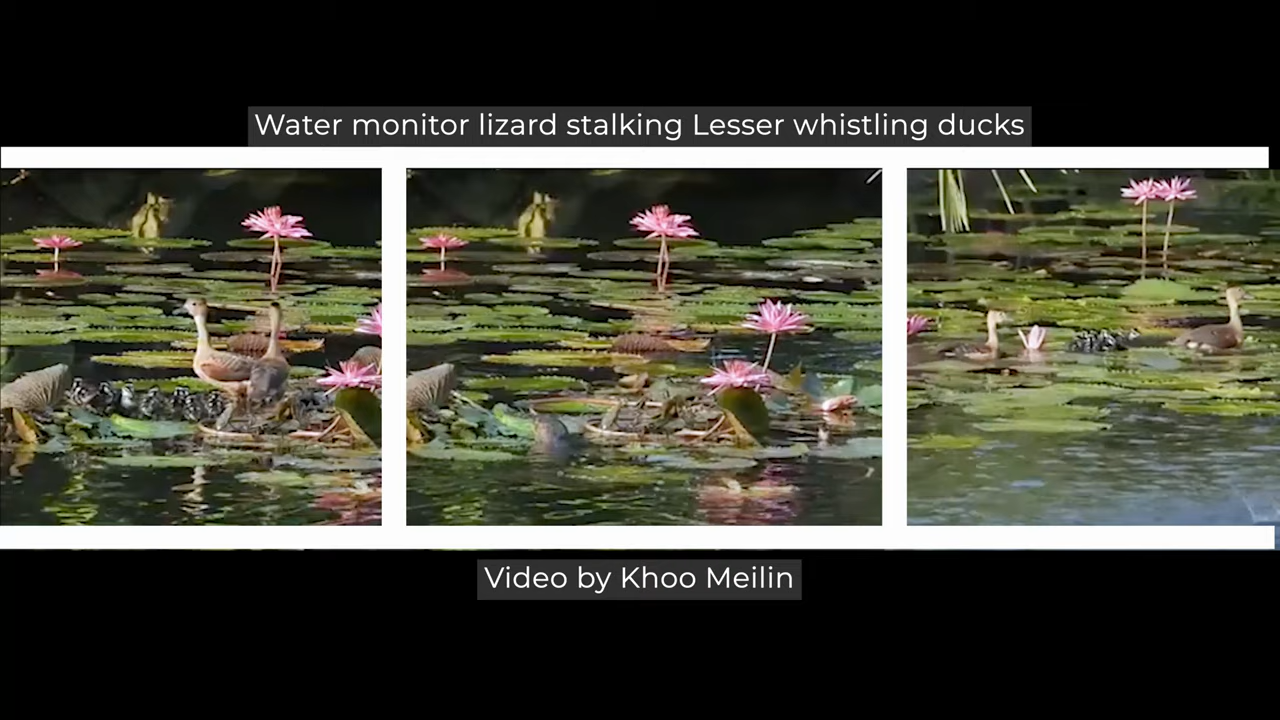 Water monitor lizard stalking Lesser whistling ducks
Video by Khoo Meilin